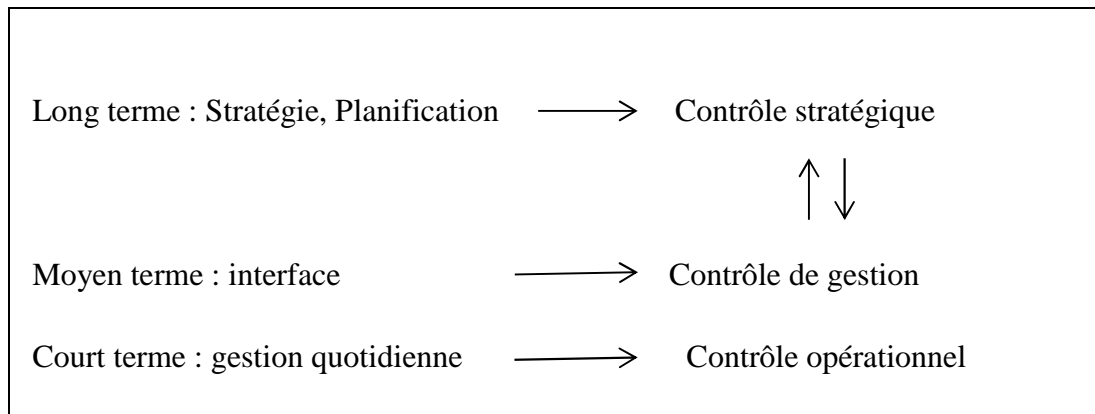 Long terme : Stratégie, Planification Contrôle stratégique
Moyen terme : interface Contrôle de gestion
Court terme : gestion quotidienne Contrôle opérationnel